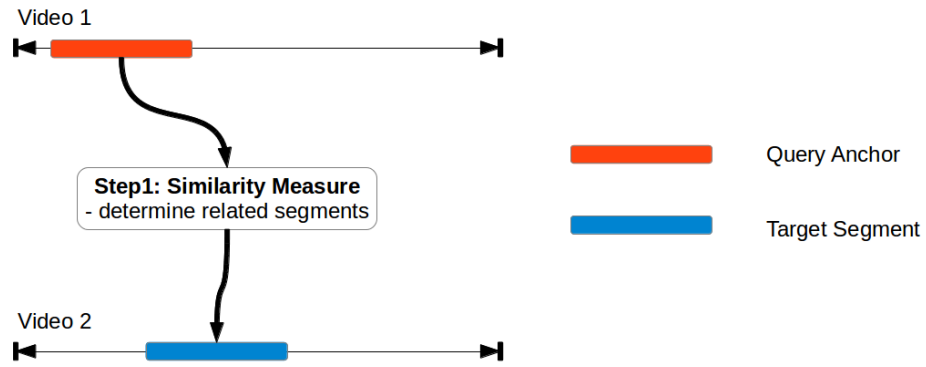 Video 1
Step1: Similarity Measure
- determine related segments
Query Anchor
Target Segment
Video 2